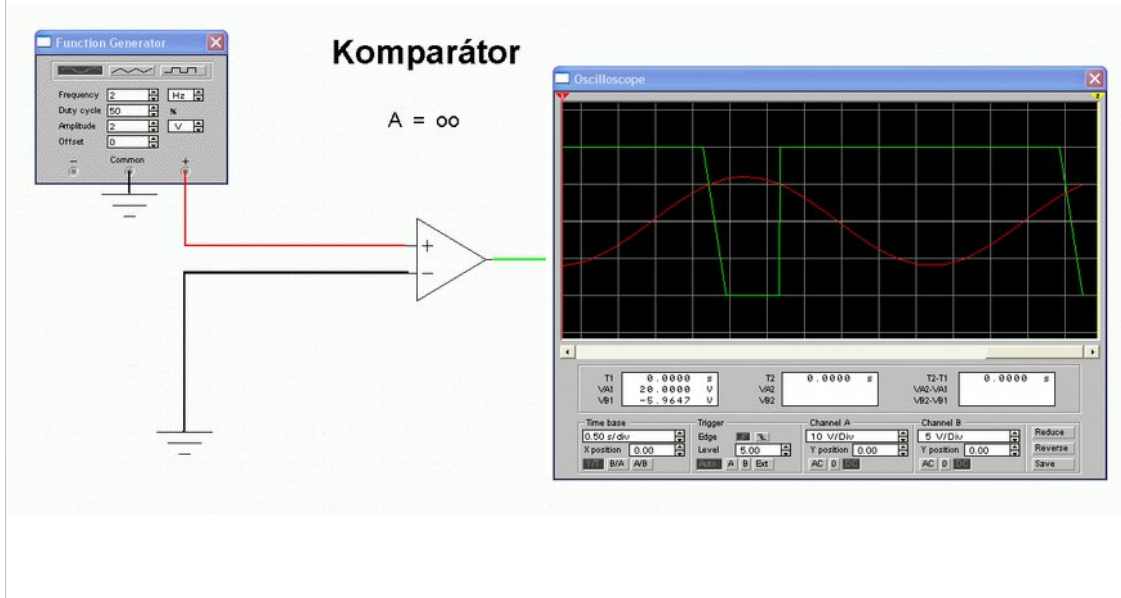 Function Generator
Komparátor
A = ∞
Frequency 2 Hz
Duty cycle 50 %
Amplitude 2 V
Offset 0
− Common +
+
−
Oscilloscope
1 2
T1 0.0000 s
VA1 20.0000 V
VB1 -5.9647 V
T2 0.0000 s
VA2
VB2
T2-T1 0.0000 s
VA2-VA1
VB2-VB1
Time base
0.50 s/div
X position 0.00
Y/T B/A A/B
Trigger
Edge
Level 5.00
Auto A B Ext
Channel A
10 V/Div
Y position 0.00
AC 0 DC
Channel B
5 V/Div
Y position 0.00
AC 0 DC
Reduce
Reverse
Save